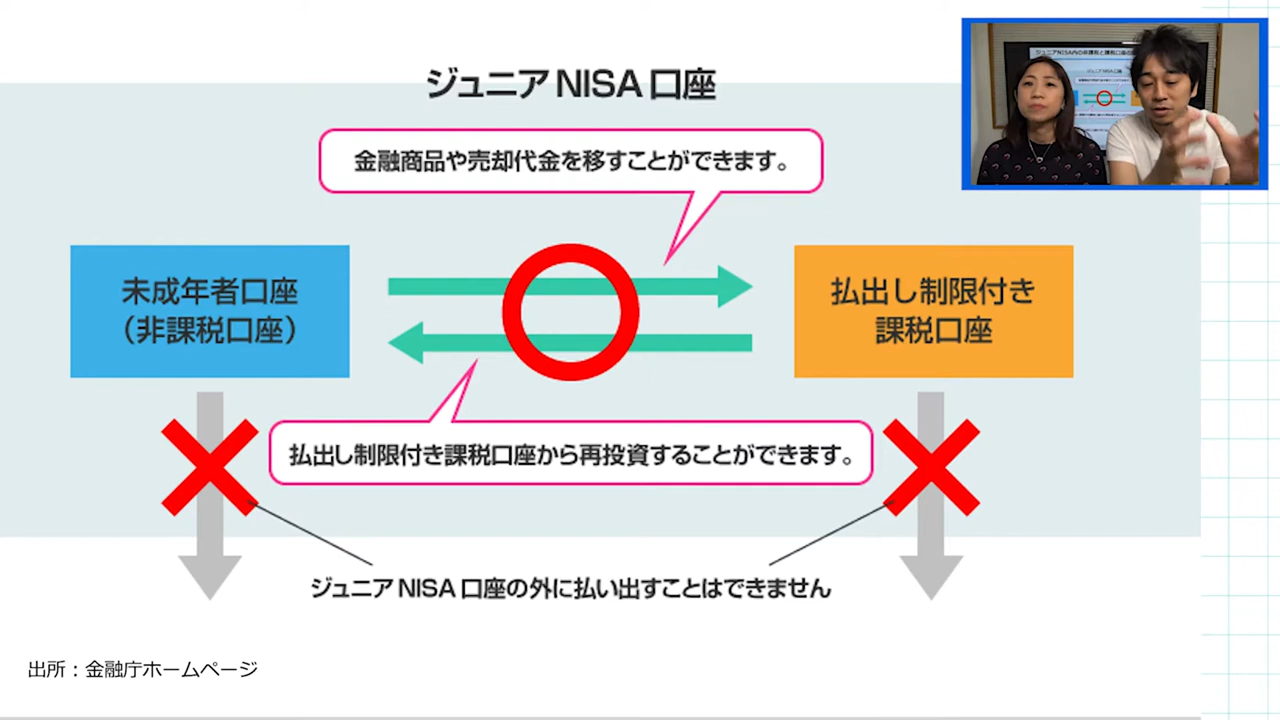 ジュニアNISA口座
金融商品や売却代金を移すことができます。
未成年者口座
(非課税口座)
払出し制限付き
課税口座
払出し制限付き課税口座から再投資することができます。
ジュニアNISA口座の外に払い出すことはできません
出所：金融庁ホームページ